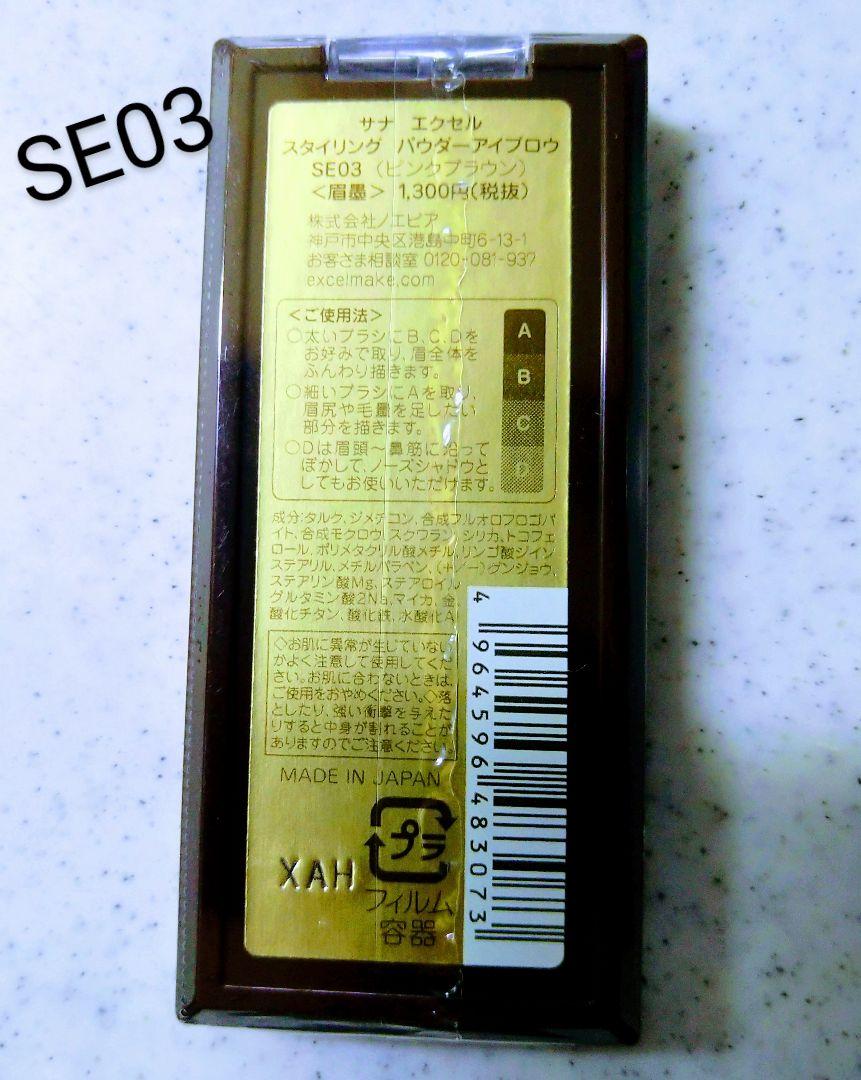 SE03
サナ エクセル
スタイリング パウダーアイブロウ
SE03 (ピンクブラウン)
<眉墨> 1,300円(税抜)
株式会社ノエビア
神戸市中央区港島中町6-13-1
お客さま相談室 0120-081-937
excelmake.com
<ご使用法>
○太いブラシにB、C、Dを
お好みで取り、眉全体を
ふんわり描きます。
○細いブラシにAを取り、
眉尻や毛量を足したい
部分を描きます。
○Dは眉頭～鼻筋に沿って
ぼかして、ノーズシャドウと
してもお使いいただけます。
A
B
C
D
成分:タルク、ジメチコン、合成フルオロフロゴパ
イト、合成モクロウ、スクワラン、シリカ、トコフェ
ロール、ポリメタクリル酸メチル、リンゴ酸ジイソ
ステアリル、メチルパラベン、(+/-)グンジョウ、
ステアリン酸Mg、ステアロイル
グルタミン酸2Na、マイカ、金、
酸化チタン、酸化鉄、水酸化A
◇お肌に異常が生じていない
かよく注意して使用してくだ
さい。お肌に合わないときは、
ご使用をおやめください。◇落
としたり、強い衝撃を与えた
りすると中身が割れることが
ありますのでご注意ください。
MADE IN JAPAN
プラ
フィルム
容器
XAH
4 964596 483073